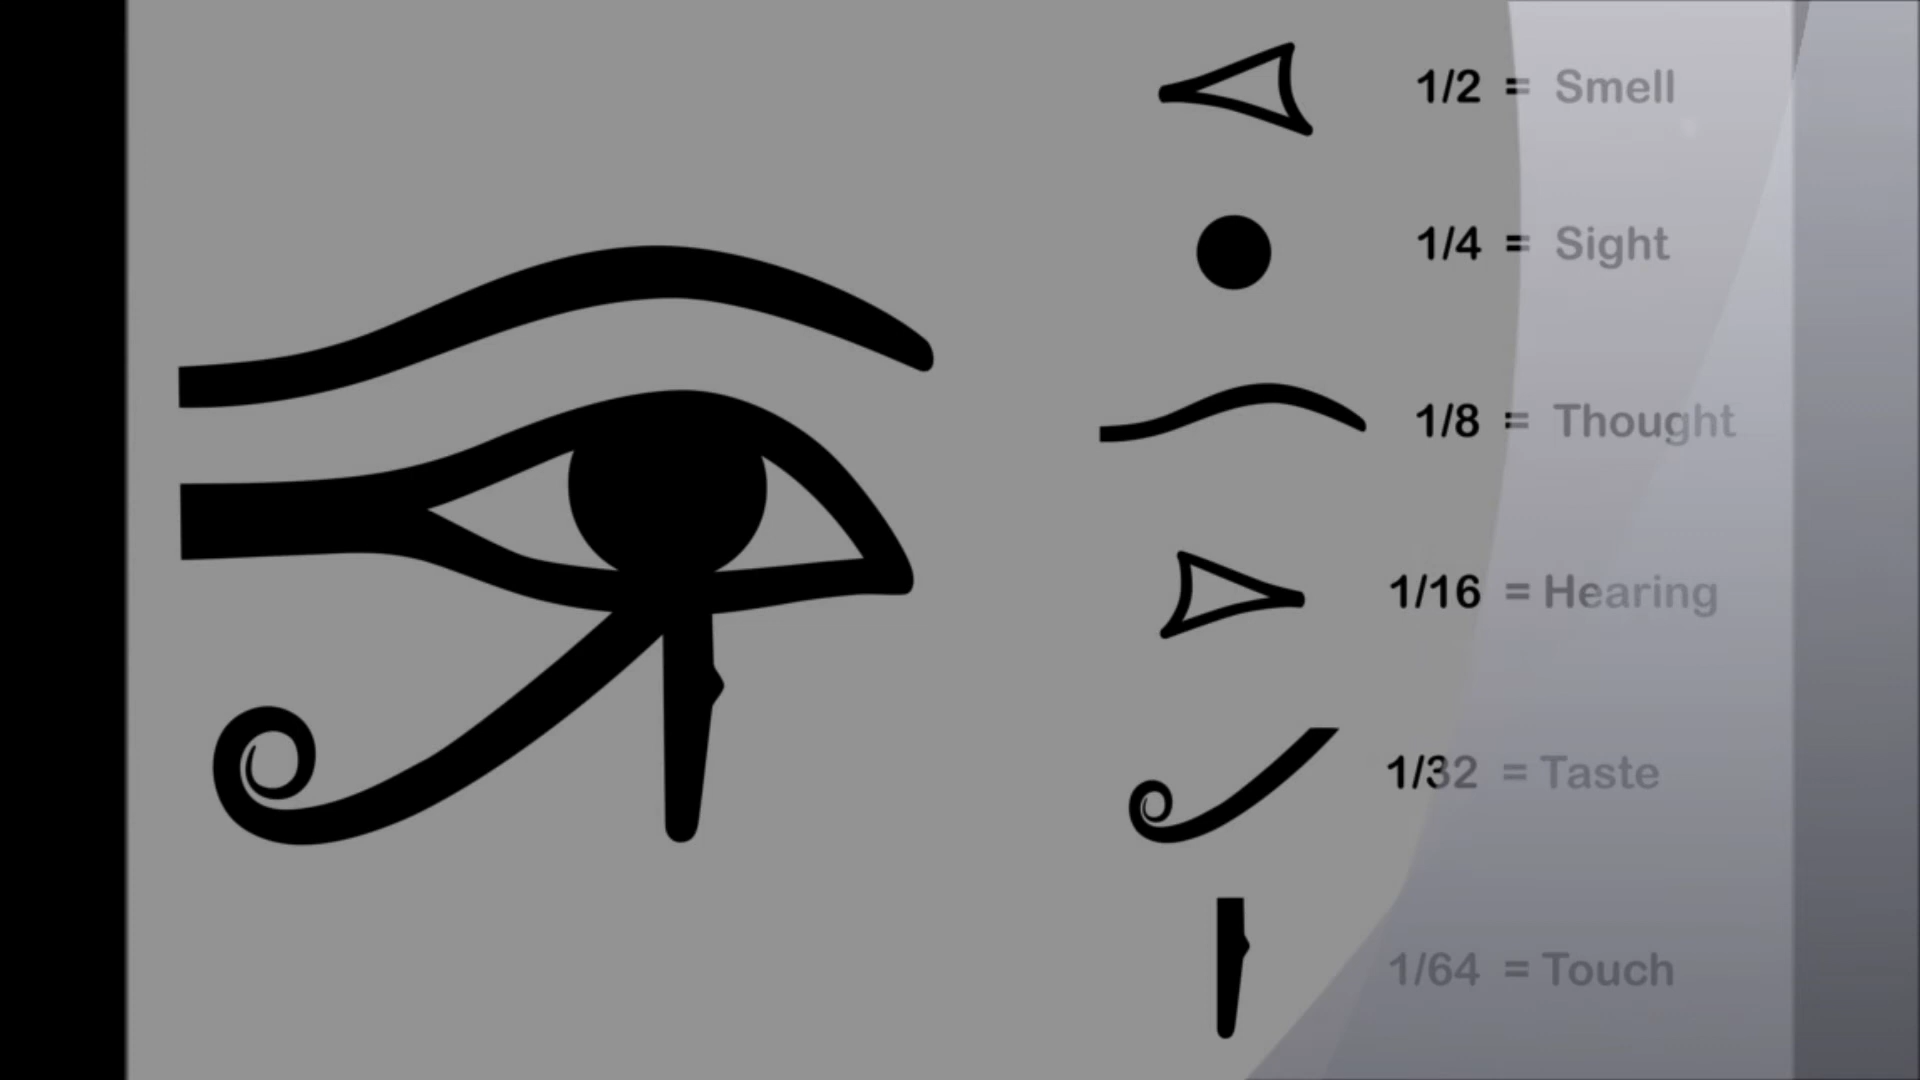 1/2 = Smell
1/4 = Sight
1/8 = Thought
1/16 = Hearing
1/32 = Taste
1/64 = Touch